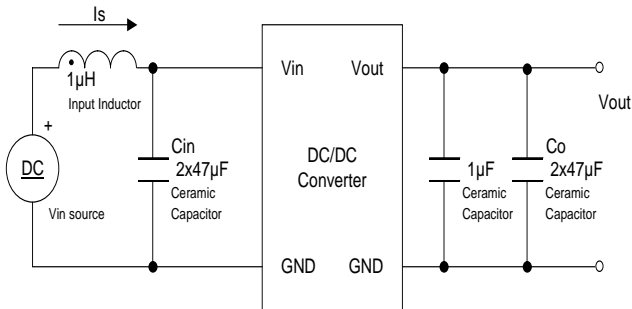 Is
1µH
Input Inductor
+
DC
Vin source
Cin
2x47µF
Ceramic
Capacitor
Vin
Vout
DC/DC
Converter
GND
GND
1µF
Ceramic
Capacitor
Co
2x47µF
Ceramic
Capacitor
Vout